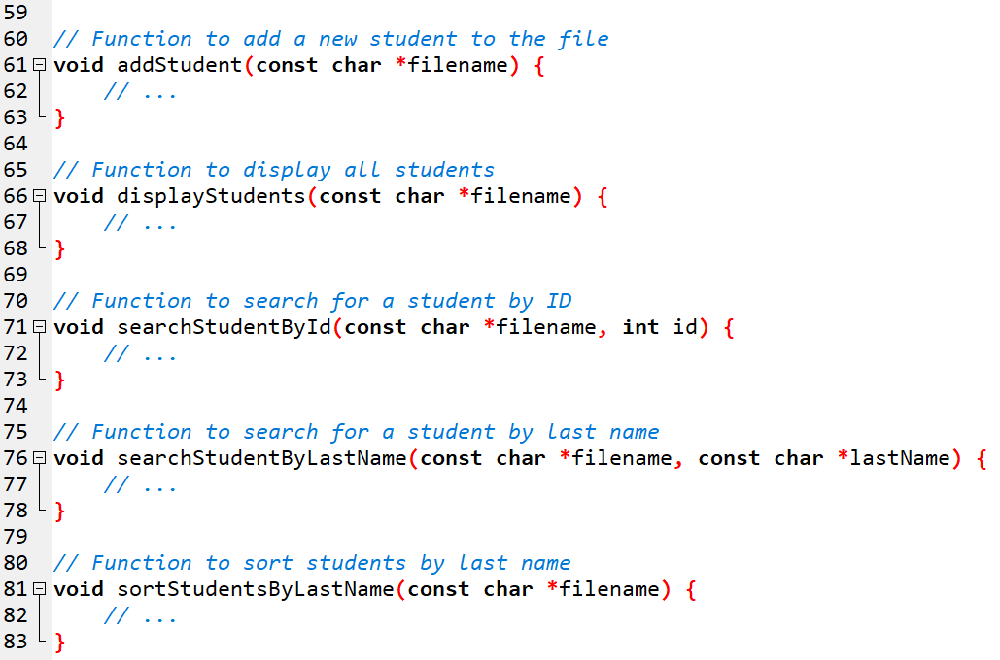 59
60 // Function to add a new student to the file
61 void addStudent(const char *filename) {
62     // ...
63 }
64
65 // Function to display all students
66 void displayStudents(const char *filename) {
67     // ...
68 }
69
70 // Function to search for a student by ID
71 void searchStudentById(const char *filename, int id) {
72     // ...
73 }
74
75 // Function to search for a student by last name
76 void searchStudentByLastName(const char *filename, const char *lastName) {
77     // ...
78 }
79
80 // Function to sort students by last name
81 void sortStudentsByLastName(const char *filename) {
82     // ...
83 }